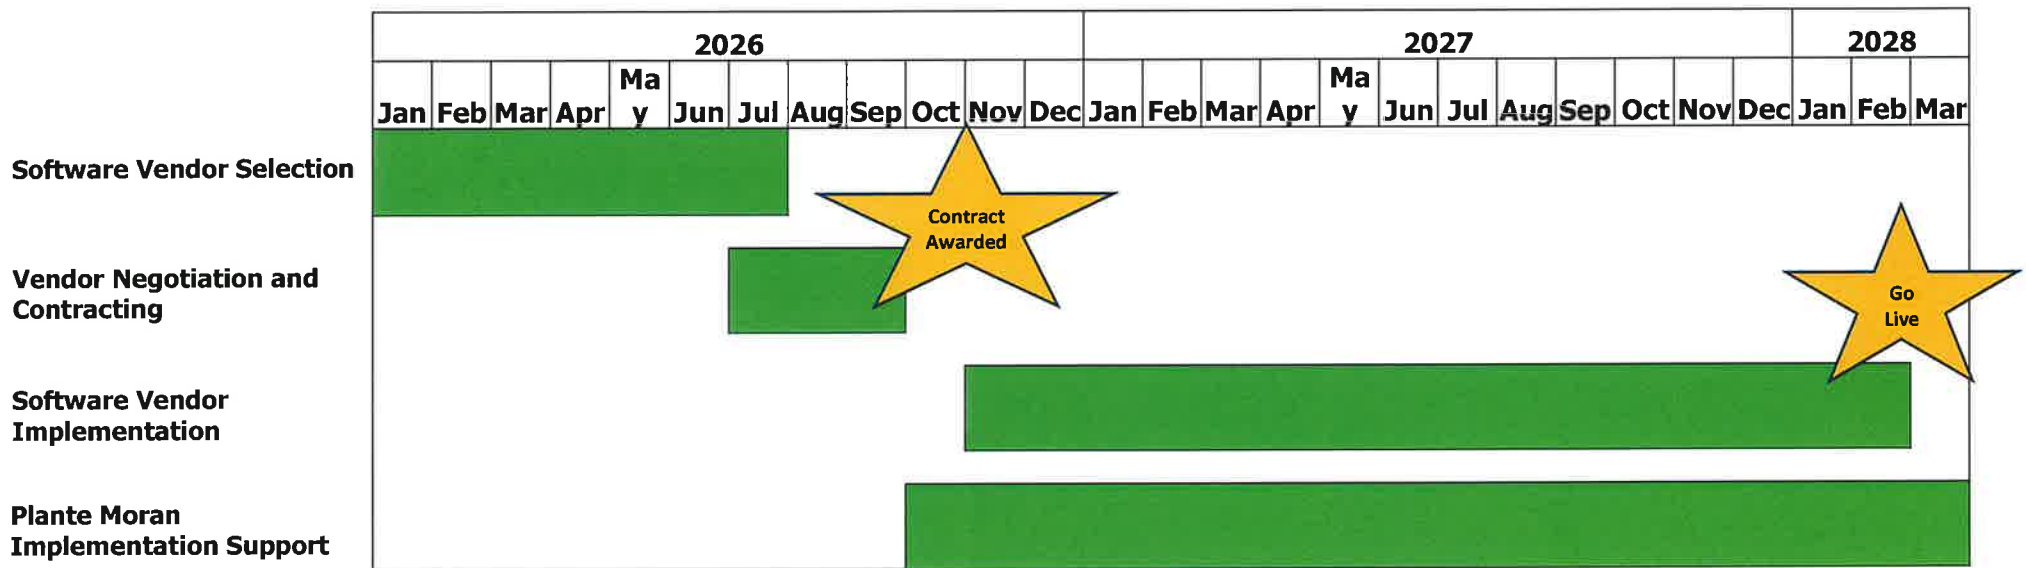 2026 2027 2028
Jan Feb Mar Apr Ma
y Jun Jul Aug Sep Oct Nov Dec Jan Feb Mar Apr Ma
y Jun Jul Aug Sep Oct Nov Dec Jan Feb Mar
Software Vendor Selection
Contract
Awarded
Vendor Negotiation and
Contracting
Go
Live
Software Vendor
Implementation
Plante Moran
Implementation Support